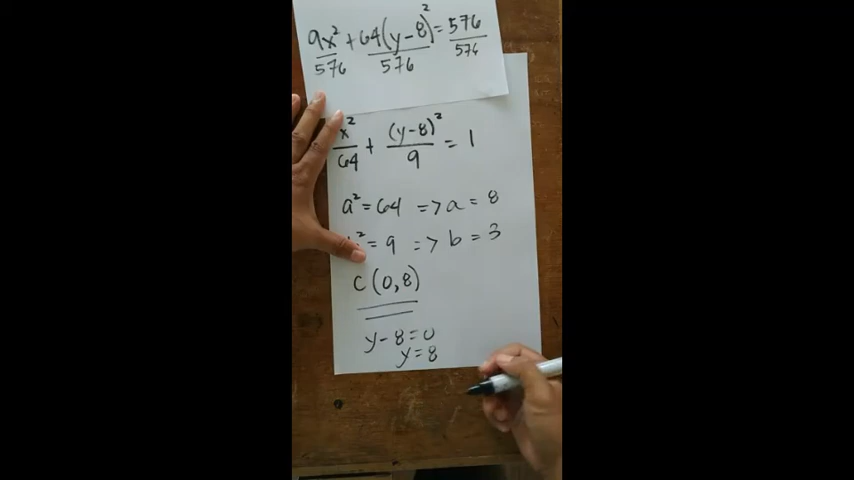 9x²/576 + 64(y-8)²/576 = 576/576
x²/64 + (y-8)²/9 = 1
a² = 64 => a = 8
² = 9 => b = 3
C(0,8)
y-8=0
y=8